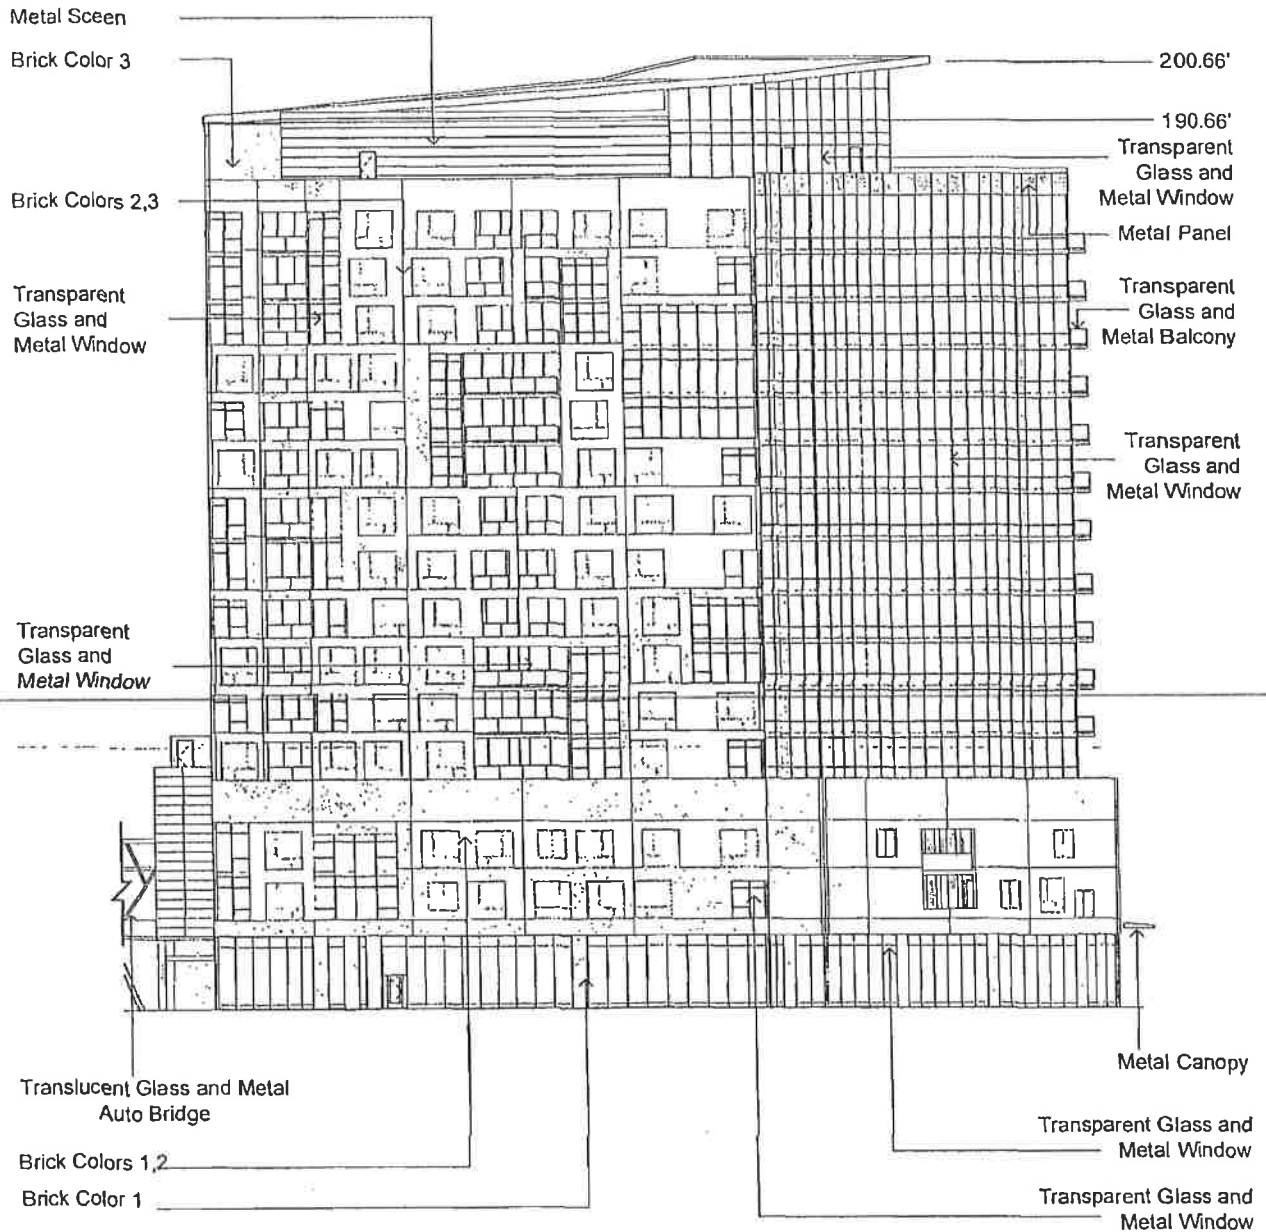 Metal Sceen
Brick Color 3
200.66'
190.66'
Transparent
Glass and
Metal Window
Brick Colors 2,3
Metal Panel
Transparent
Glass and
Metal Window
Transparent
Glass and
Metal Balcony
Transparent
Glass and
Metal Window
Transparent
Glass and
Metal Window
Translucent Glass and Metal
Auto Bridge
Metal Canopy
Transparent Glass and
Metal Window
Brick Colors 1,2
Brick Color 1
Transparent Glass and
Metal Window